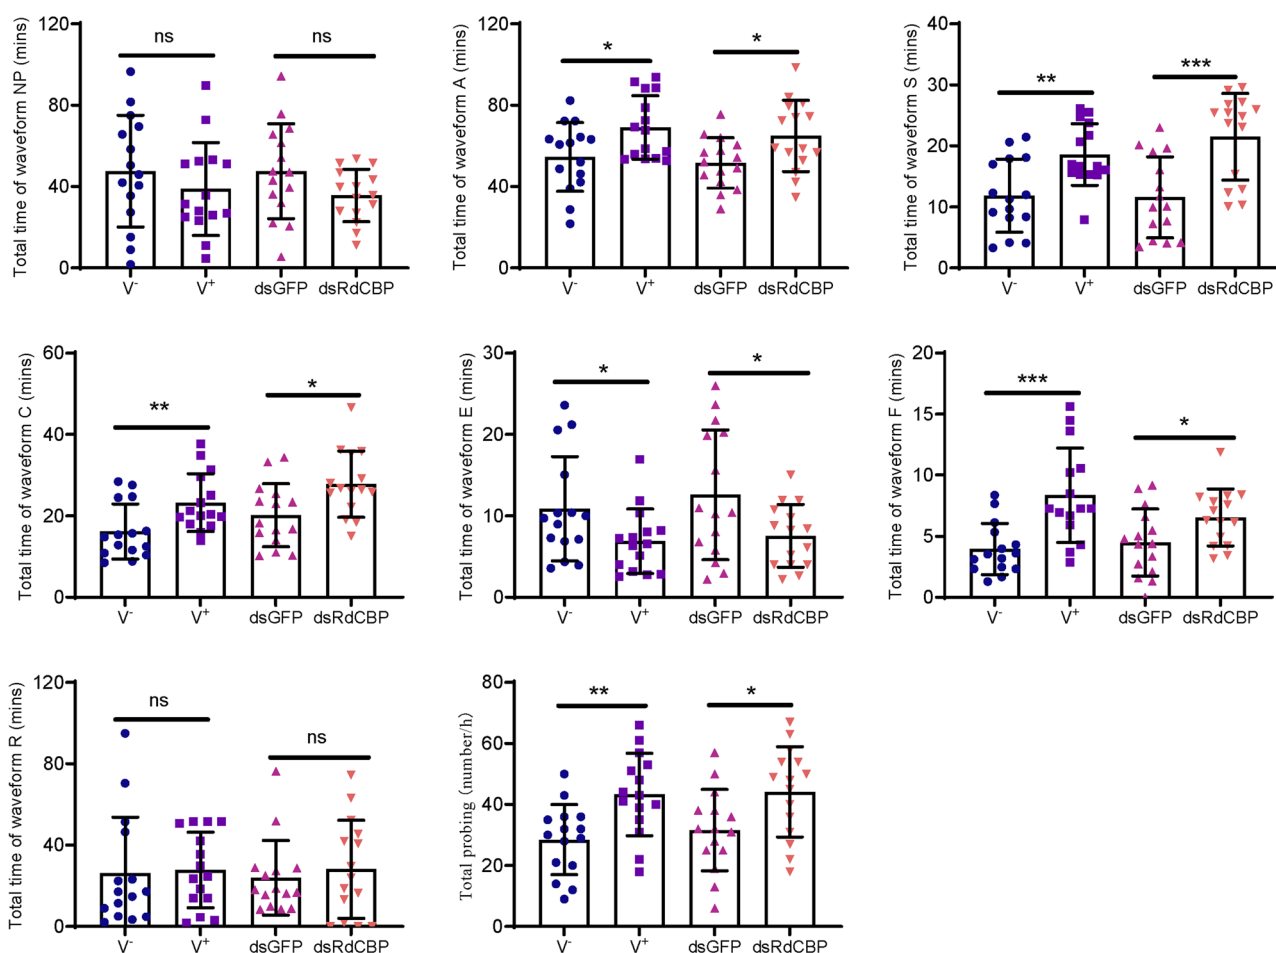 Total time of waveform NP (mins)
120
80
40
0
ns
ns
V⁻
V⁺
dsGFP
dsRdCBP
Total time of waveform A (mins)
120
80
40
0
*
*
V⁻
V⁺
dsGFP
dsRdCBP
Total time of waveform S (mins)
40
30
20
10
0
**
***
V⁻
V⁺
dsGFP
dsRdCBP
Total time of waveform C (mins)
60
40
20
0
**
*
V⁻
V⁺
dsGFP
dsRdCBP
Total time of waveform E (mins)
30
20
10
0
*
*
V⁻
V⁺
dsGFP
dsRdCBP
Total time of waveform F (mins)
20
15
10
5
0
***
*
V⁻
V⁺
dsGFP
dsRdCBP
Total time of waveform R (mins)
120
80
40
0
ns
ns
V⁻
V⁺
dsGFP
dsRdCBP
Total probing (number/h)
80
60
40
20
0
**
*
V⁻
V⁺
dsGFP
dsRdCBP